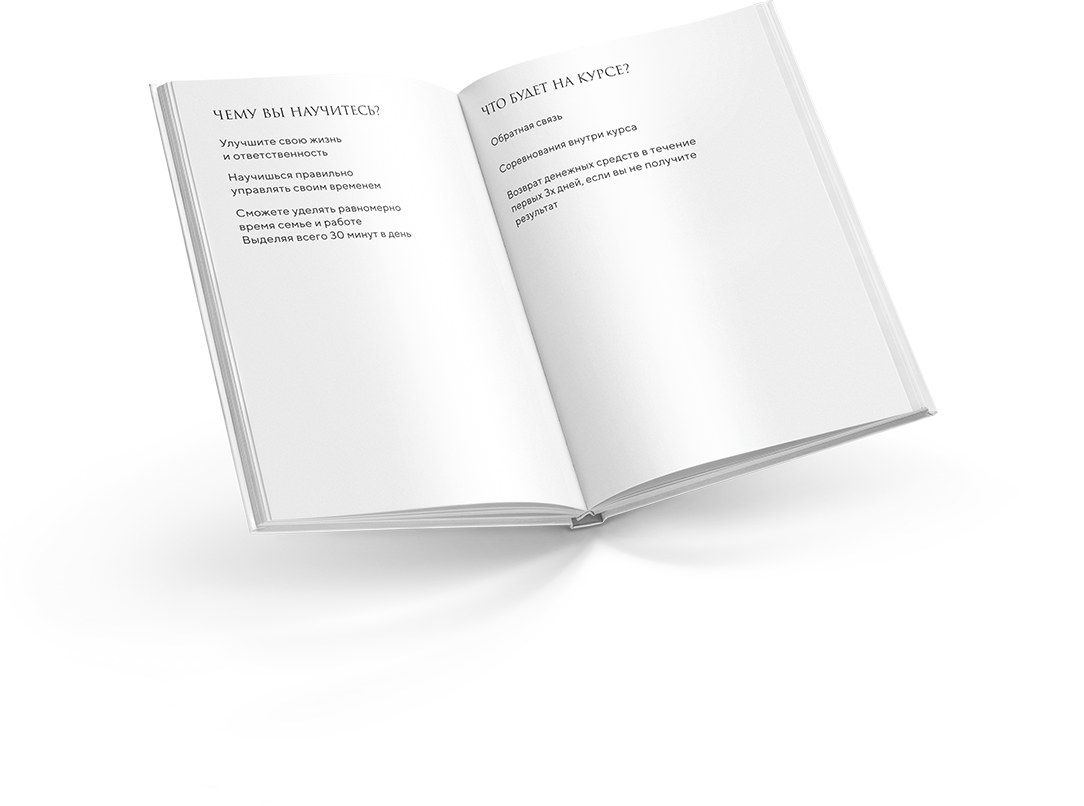 ЧЕМУ ВЫ НАУЧИТЕСЬ?
Улучшите свою жизнь
и ответственность
Научишься правильно
управлять своим временем
Сможете уделять равномерно
время семье и работе
Выделяя всего 30 минут в день
ЧТО БУДЕТ НА КУРСЕ?
Обратная связь
Соревнования внутри курса
Возврат денежных средств в течение
первых 3х дней, если вы не получите
результат